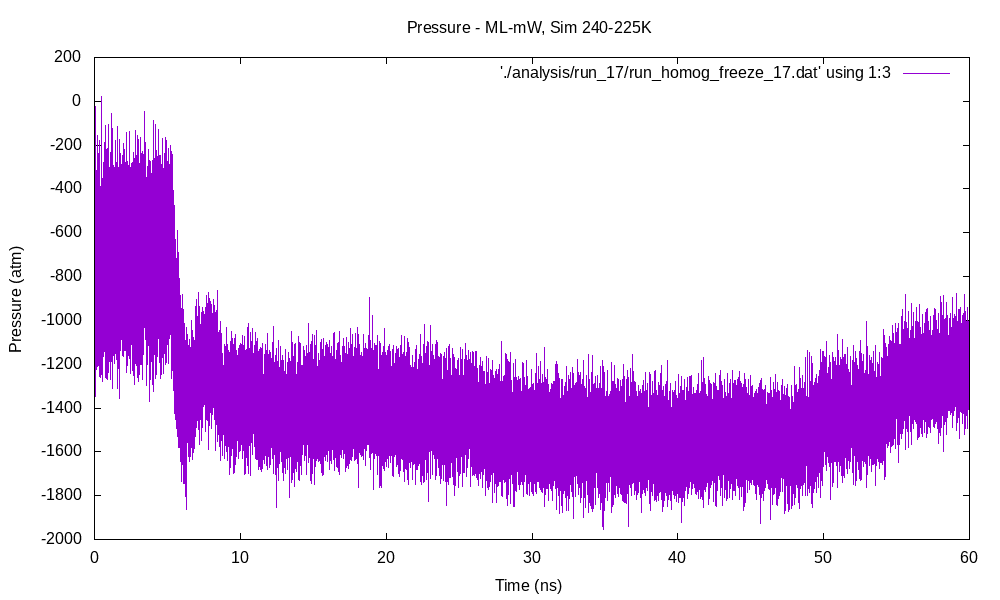 Pressure - ML-mW, Sim 240-225K
'./analysis/run_17/run_homog_freeze_17.dat' using 1:3
200
0
-200
-400
-600
-800
-1000
-1200
-1400
-1600
-1800
-2000
Pressure (atm)
0 10 20 30 40 50 60
Time (ns)